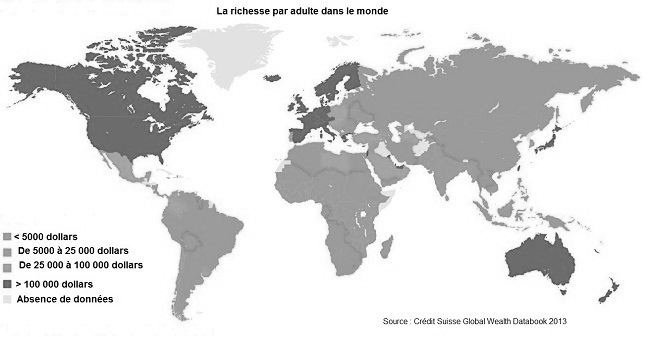 La richesse par adulte dans le monde
< 5000 dollars
De 5000 à 25 000 dollars
De 25 000 à 100 000 dollars
> 100 000 dollars
Absence de données
Source : Crédit Suisse Global Wealth Databook 2013